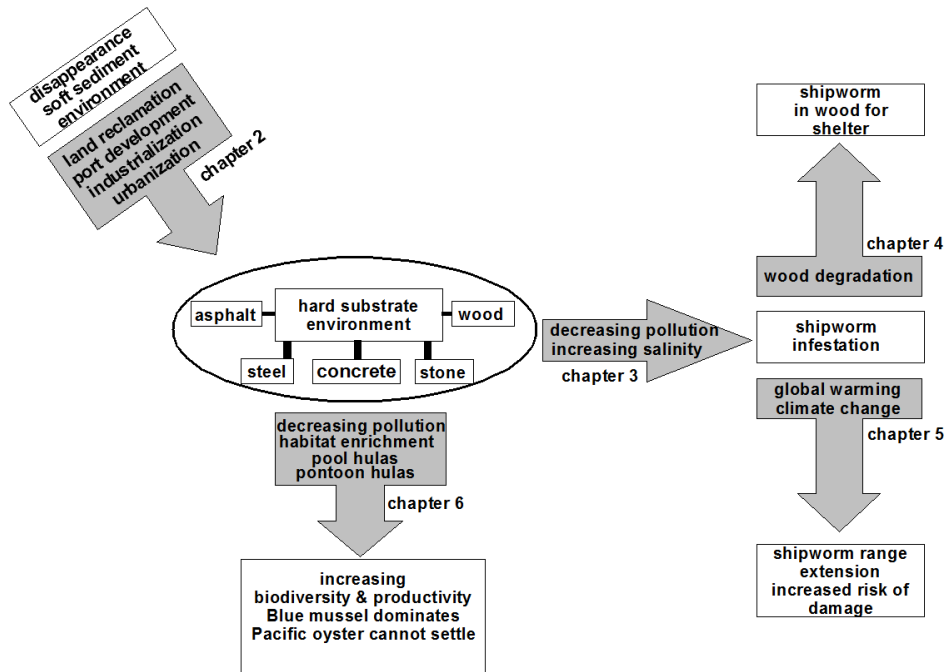 disappearance
soft sediment
environment
land reclamation
port development
industrialization
urbanization
chapter 2
hard substrate
environment
asphalt
wood
steel
concrete
stone
decreasing pollution
increasing salinity
chapter 3
shipworm
in wood for
shelter
chapter 4
wood degradation
shipworm
infestation
global warming
climate change
chapter 5
shipworm range
extension
increased risk of
damage
decreasing pollution
habitat enrichment
pool hulas
pontoon hulas
chapter 6
increasing
biodiversity & productivity
Blue mussel dominates
Pacific oyster cannot settle